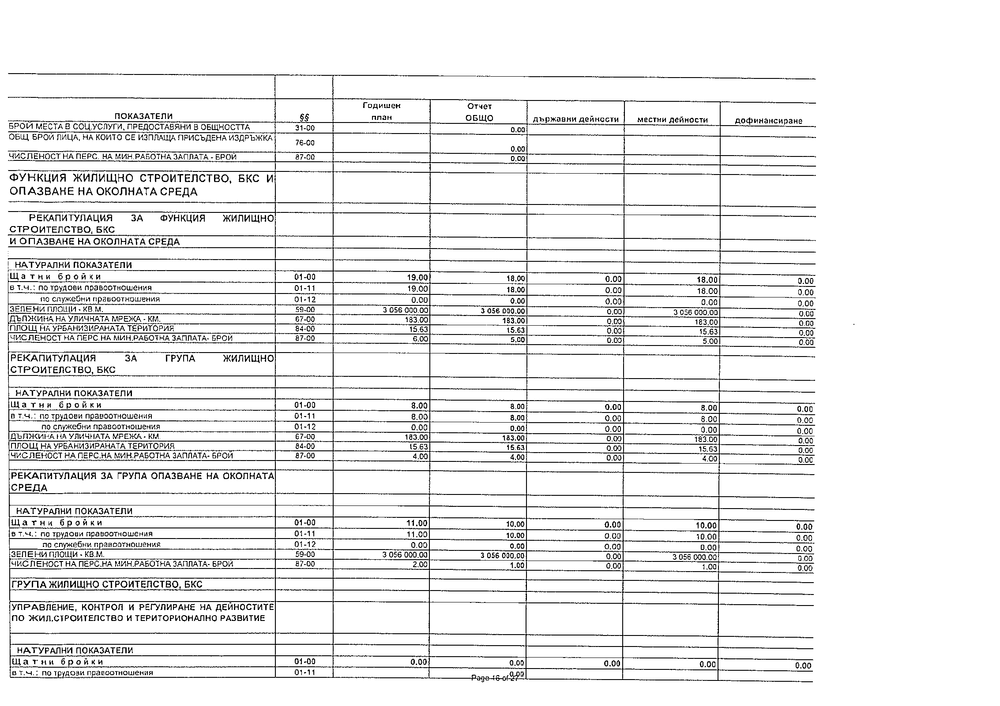 ПОКАЗАТЕЛИ §§ Годишен план Отчет ОБЩО държавни дейности местни дейности дофинансиране
БРОЙ МЕСТА В СОЦ.УСЛУГИ, ПРЕДОСТАВЯНИ В ОБЩНОСТТА 31-00 0.00
ОБЩ БРОЙ ЛИЦА, НА КОИТО СЕ ИЗПЛАЩА ПРИСЪДЕНА ИЗДРЪЖКА 76-00 0.00
ЧИСЛЕНОСТ НА ПЕРС. НА МИН.РАБОТНА ЗАПЛАТА - БРОЙ 87-00 0.00
ФУНКЦИЯ ЖИЛИЩНО СТРОИТЕЛСТВО, БКС И
ОПАЗВАНЕ НА ОКОЛНАТА СРЕДА
РЕКАПИТУЛАЦИЯ ЗА ФУНКЦИЯ ЖИЛИЩНО
СТРОИТЕЛСТВО, БКС
И ОПАЗВАНЕ НА ОКОЛНАТА СРЕДА
НАТУРАЛНИ ПОКАЗАТЕЛИ
Щатни бройки 01-00 19.00 18.00 0.00 18.00 0.00
в т.ч.: по трудови правоотношения 01-11 19.00 18.00 0.00 18.00 0.00
по служебни правоотношения 01-12 0.00 0.00 0.00 0.00 0.00
ЗЕЛЕНИ ПЛОЩИ - КВ.М. 59-00 3 056 000.00 3 056 000.00 0.00 3 056 000.00 0.00
ДЪЛЖИНА НА УЛИЧНАТА МРЕЖА - КМ. 67-00 183.00 183.00 0.00 183.00 0.00
ПЛОЩ НА УРБАНИЗИРАНАТА ТЕРИТОРИЯ 84-00 15.63 15.63 0.00 15.63 0.00
ЧИСЛЕНОСТ НА ПЕРС.НА МИН.РАБОТНА ЗАПЛАТА- БРОЙ 87-00 6.00 5.00 0.00 5.00 0.00
РЕКАПИТУЛАЦИЯ ЗА ГРУПА ЖИЛИЩНО
СТРОИТЕЛСТВО, БКС
НАТУРАЛНИ ПОКАЗАТЕЛИ
Щатни бройки 01-00 8.00 8.00 0.00 8.00 0.00
в т.ч.: по трудови правоотношения 01-11 8.00 8.00 0.00 8.00 0.00
по служебни правоотношения 01-12 0.00 0.00 0.00 0.00 0.00
ДЪЛЖИНА НА УЛИЧНАТА МРЕЖА - КМ. 67-00 183.00 183.00 0.00 183.00 0.00
ПЛОЩ НА УРБАНИЗИРАНАТА ТЕРИТОРИЯ 84-00 15.63 15.63 0.00 15.63 0.00
ЧИСЛЕНОСТ НА ПЕРС.НА МИН.РАБОТНА ЗАПЛАТА- БРОЙ 87-00 4.00 4.00 0.00 4.00 0.00
РЕКАПИТУЛАЦИЯ ЗА ГРУПА ОПАЗВАНЕ НА ОКОЛНАТА
СРЕДА
НАТУРАЛНИ ПОКАЗАТЕЛИ
Щатни бройки 01-00 11.00 10.00 0.00 10.00 0.00
в т.ч.: по трудови правоотношения 01-11 11.00 10.00 0.00 10.00 0.00
по служебни правоотношения 01-12 0.00 0.00 0.00 0.00 0.00
ЗЕЛЕНИ ПЛОЩИ - КВ.М. 59-00 3 056 000.00 3 056 000.00 0.00 3 056 000.00 0.00
ЧИСЛЕНОСТ НА ПЕРС.НА МИН.РАБОТНА ЗАПЛАТА- БРОЙ 87-00 2.00 1.00 0.00 1.00 0.00
ГРУПА ЖИЛИЩНО СТРОИТЕЛСТВО, БКС
УПРАВЛЕНИЕ, КОНТРОЛ И РЕГУЛИРАНЕ НА ДЕЙНОСТИТЕ
ПО ЖИЛ.СТРОИТЕЛСТВО И ТЕРИТОРИОНАЛНО РАЗВИТИЕ
НАТУРАЛНИ ПОКАЗАТЕЛИ
Щатни бройки 01-00 0.00 0.00 0.00 0.00 0.00
в т.ч.: по трудови правоотношения 01-11 0.00
Page 16 of 27